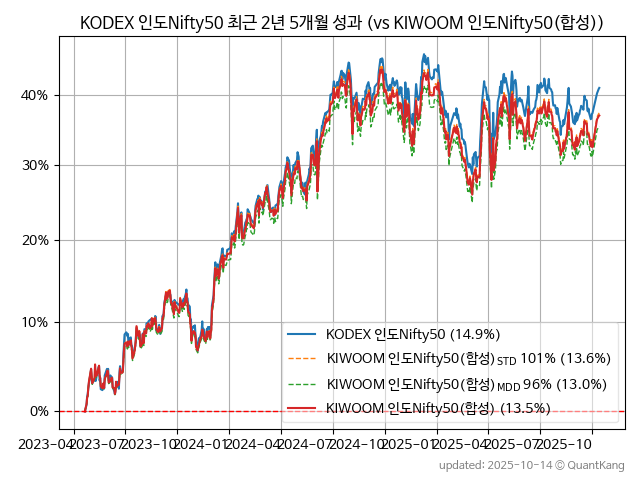 KODEX 인도Nifty50 최근 2년 5개월 성과 (vs KIWOOM 인도Nifty50(합성))
40%
30%
20%
10%
0%
KODEX 인도Nifty50 (14.9%)
KIWOOM 인도Nifty50(합성) STD 101% (13.6%)
KIWOOM 인도Nifty50(합성) MDD 96% (13.0%)
KIWOOM 인도Nifty50(합성) (13.5%)
2023-04 2023-07 2023-10 2024-01 2024-04 2024-07 2024-10 2025-01 2025-04 2025-07 2025-10
updated: 2025-10-14 © QuantKang